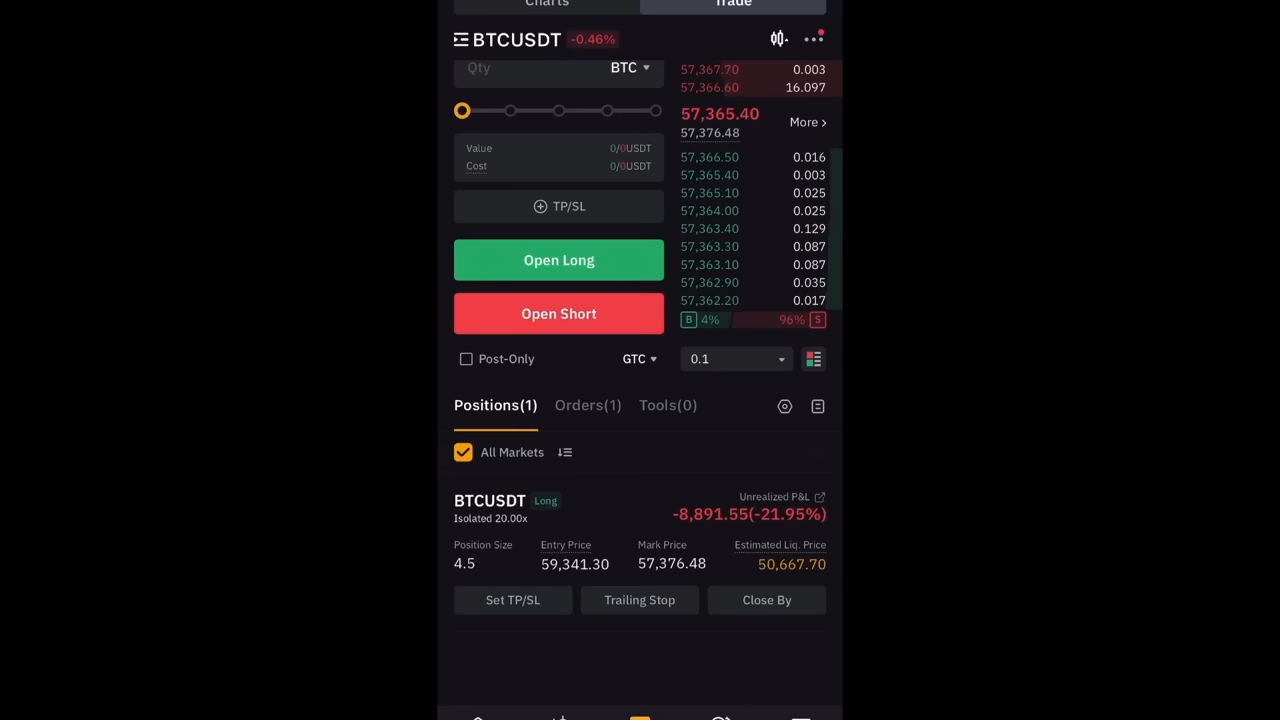 Charts Trade
BTCUSDT -0.46%
Qty BTC
57,367.70 0.003
57,366.60 16.097
57,365.40
57,376.48
More >
Value 0/0USDT
Cost 0/0USDT
TP/SL
Open Long
Open Short
57,366.50 0.016
57,365.40 0.003
57,365.10 0.025
57,364.00 0.025
57,363.40 0.129
57,363.30 0.087
57,363.10 0.087
57,362.90 0.035
57,362.20 0.017
B 4% 96% S
Post-Only GTC 0.1
Positions(1) Orders(1) Tools(0)
All Markets
BTCUSDT Long Unrealized P&L
Isolated 20.00x -8,891.55(-21.95%)
Position Size Entry Price Mark Price Estimated Liq. Price
4.5 59,341.30 57,376.48 50,667.70
Set TP/SL Trailing Stop Close By